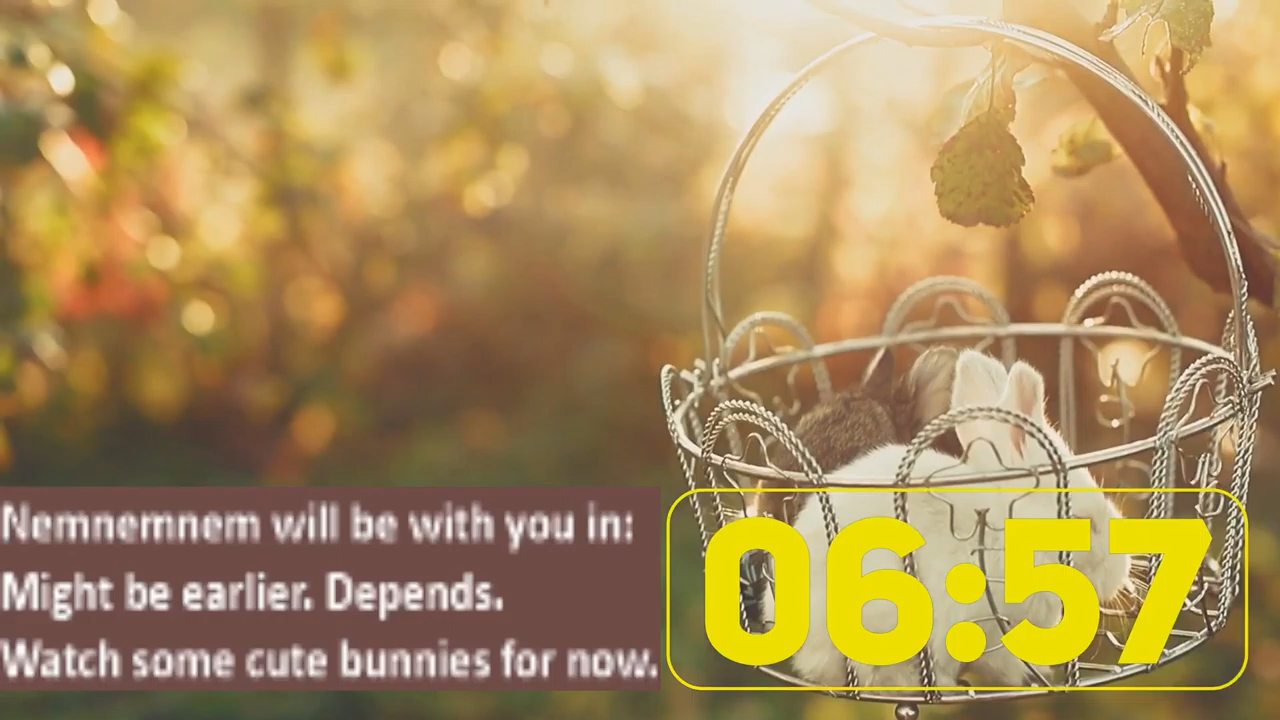 Nemnemnem will be with you in:
Might be earlier. Depends.
Watch some cute bunnies for now.
06:57